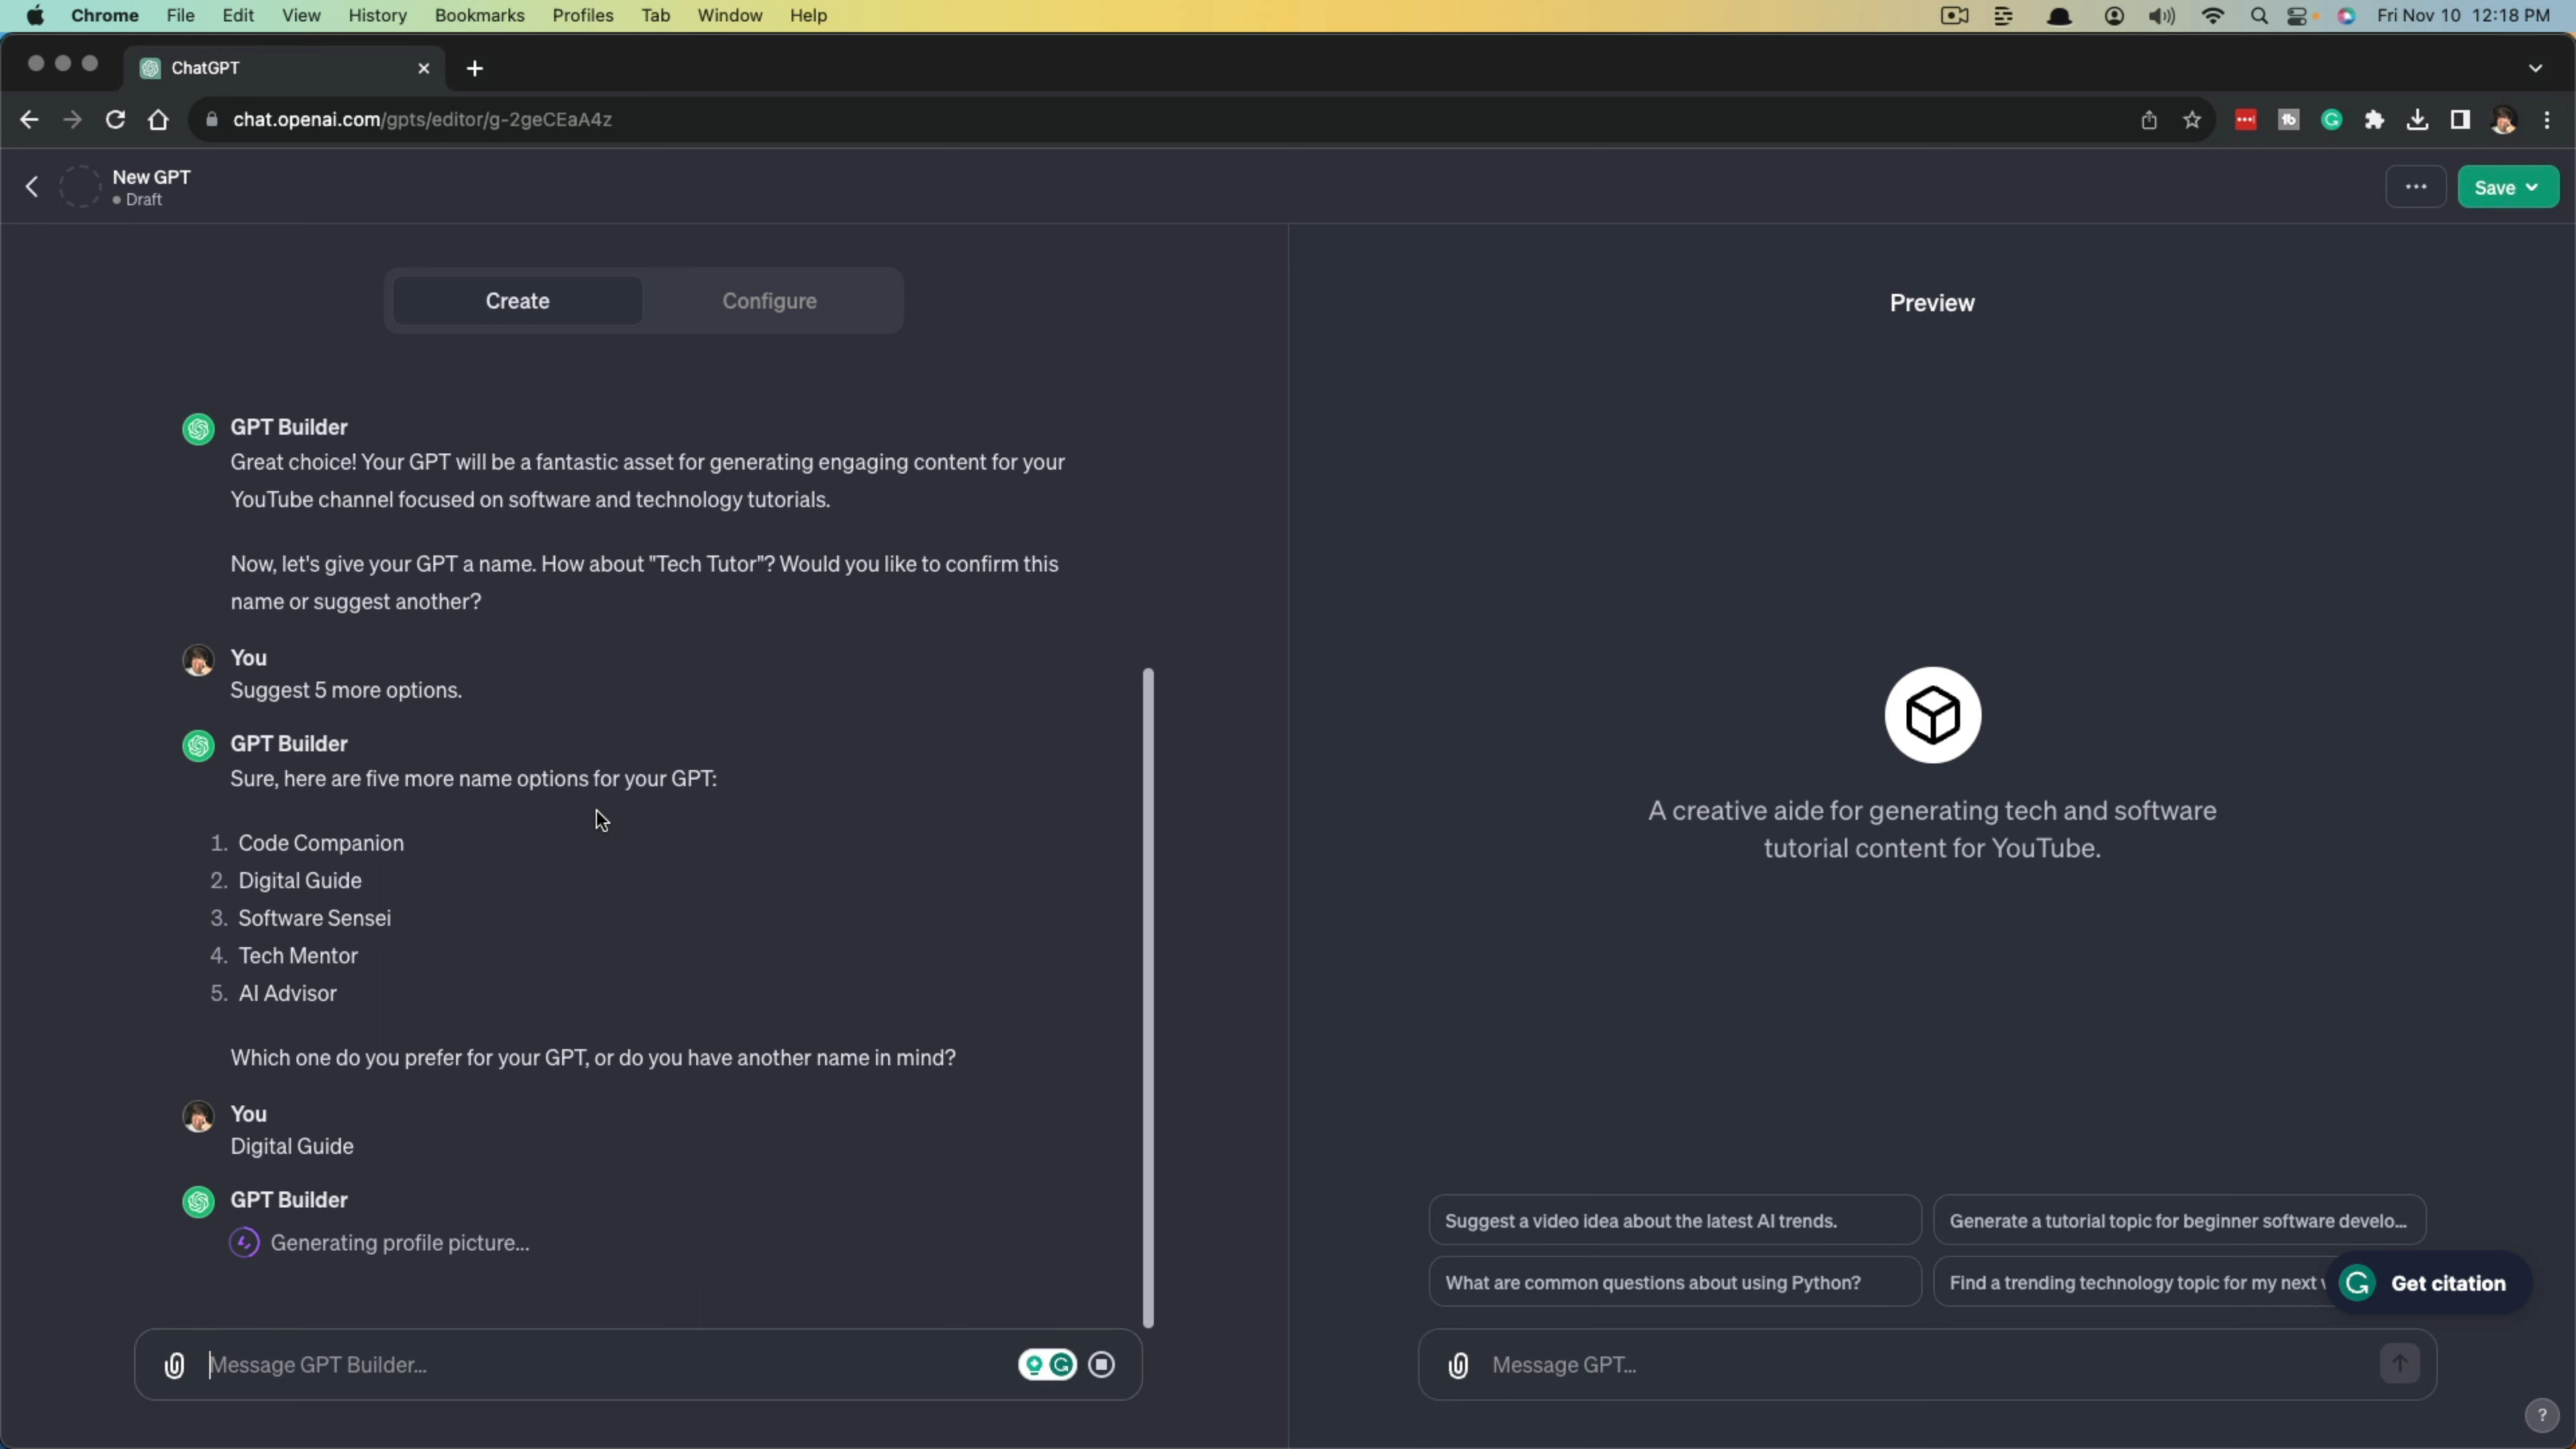 Chrome File Edit View History Bookmarks Profiles Tab Window Help Fri Nov 10 12:18 PM
ChatGPT
chat.openai.com/gpts/editor/g-2geCEaA4z
New GPT
Draft
Save
Create Configure
Preview
GPT Builder
Great choice! Your GPT will be a fantastic asset for generating engaging content for your
YouTube channel focused on software and technology tutorials.
Now, let's give your GPT a name. How about "Tech Tutor"? Would you like to confirm this
name or suggest another?
You
Suggest 5 more options.
GPT Builder
Sure, here are five more name options for your GPT:
1. Code Companion
2. Digital Guide
3. Software Sensei
4. Tech Mentor
5. AI Advisor
Which one do you prefer for your GPT, or do you have another name in mind?
You
Digital Guide
GPT Builder
Generating profile picture...
Message GPT Builder...
A creative aide for generating tech and software
tutorial content for YouTube.
Suggest a video idea about the latest AI trends.
Generate a tutorial topic for beginner software develo...
What are common questions about using Python?
Find a trending technology topic for my next
Get citation
Message GPT...
?